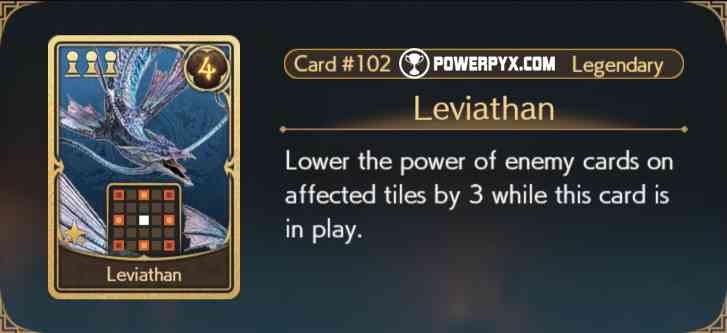 4
Leviathan
Card #102 POWERPYX.COM Legendary
Leviathan
Lower the power of enemy cards on
affected tiles by 3 while this card is
in play.